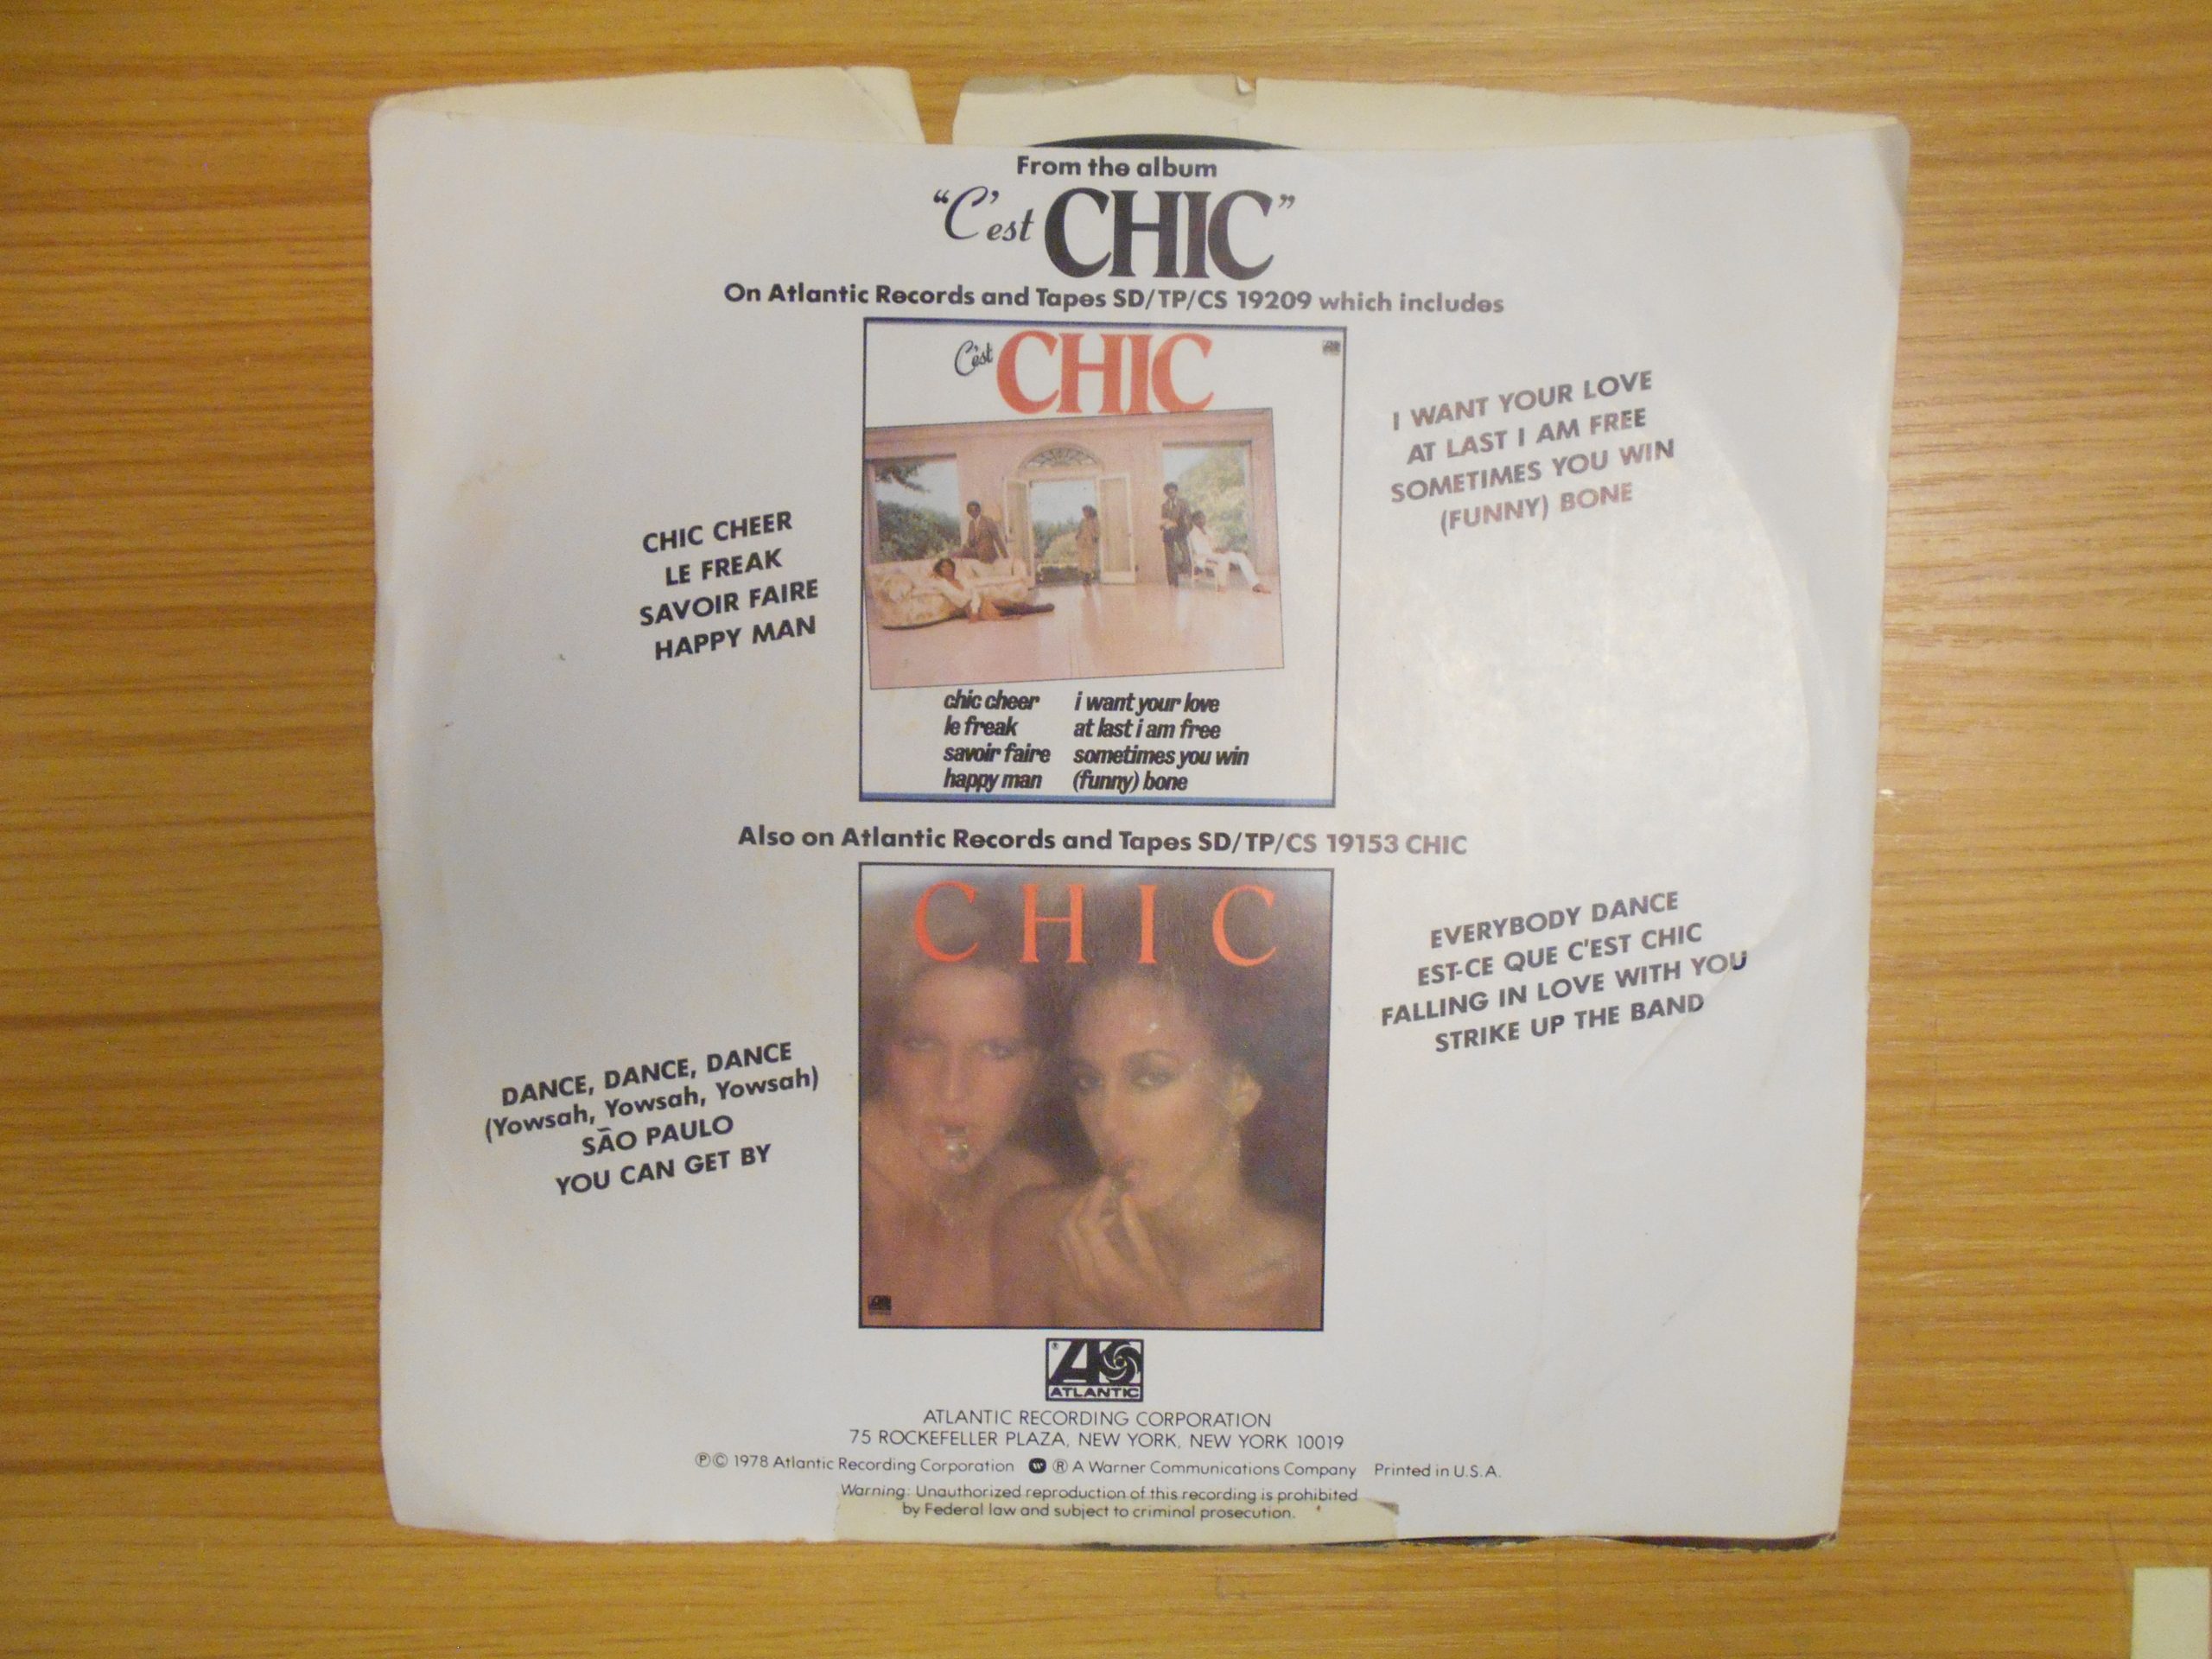 From the album
"C'est CHIC"
On Atlantic Records and Tapes SD/TP/CS 19209 which includes
CHIC CHEER
LE FREAK
SAVOIR FAIRE
HAPPY MAN
C'est CHIC
chic cheer
le freak
savoir faire
happy man
i want your love
at last i am free
sometimes you win
(funny) bone
I WANT YOUR LOVE
AT LAST I AM FREE
SOMETIMES YOU WIN
(FUNNY) BONE
Also on Atlantic Records and Tapes SD/TP/CS 19153 CHIC
DANCE, DANCE, DANCE
(Yowsah, Yowsah, Yowsah)
SÃO PAULO
YOU CAN GET BY
CHIC
EVERYBODY DANCE
EST-CE QUE C'EST CHIC
FALLING IN LOVE WITH YOU
STRIKE UP THE BAND
® ATLANTIC
ATLANTIC RECORDING CORPORATION
75 ROCKEFELLER PLAZA, NEW YORK, NEW YORK 10019
℗© 1978 Atlantic Recording Corporation W ® A Warner Communications Company Printed in U.S.A.
Warning: Unauthorized reproduction of this recording is prohibited
by Federal law and subject to criminal prosecution.